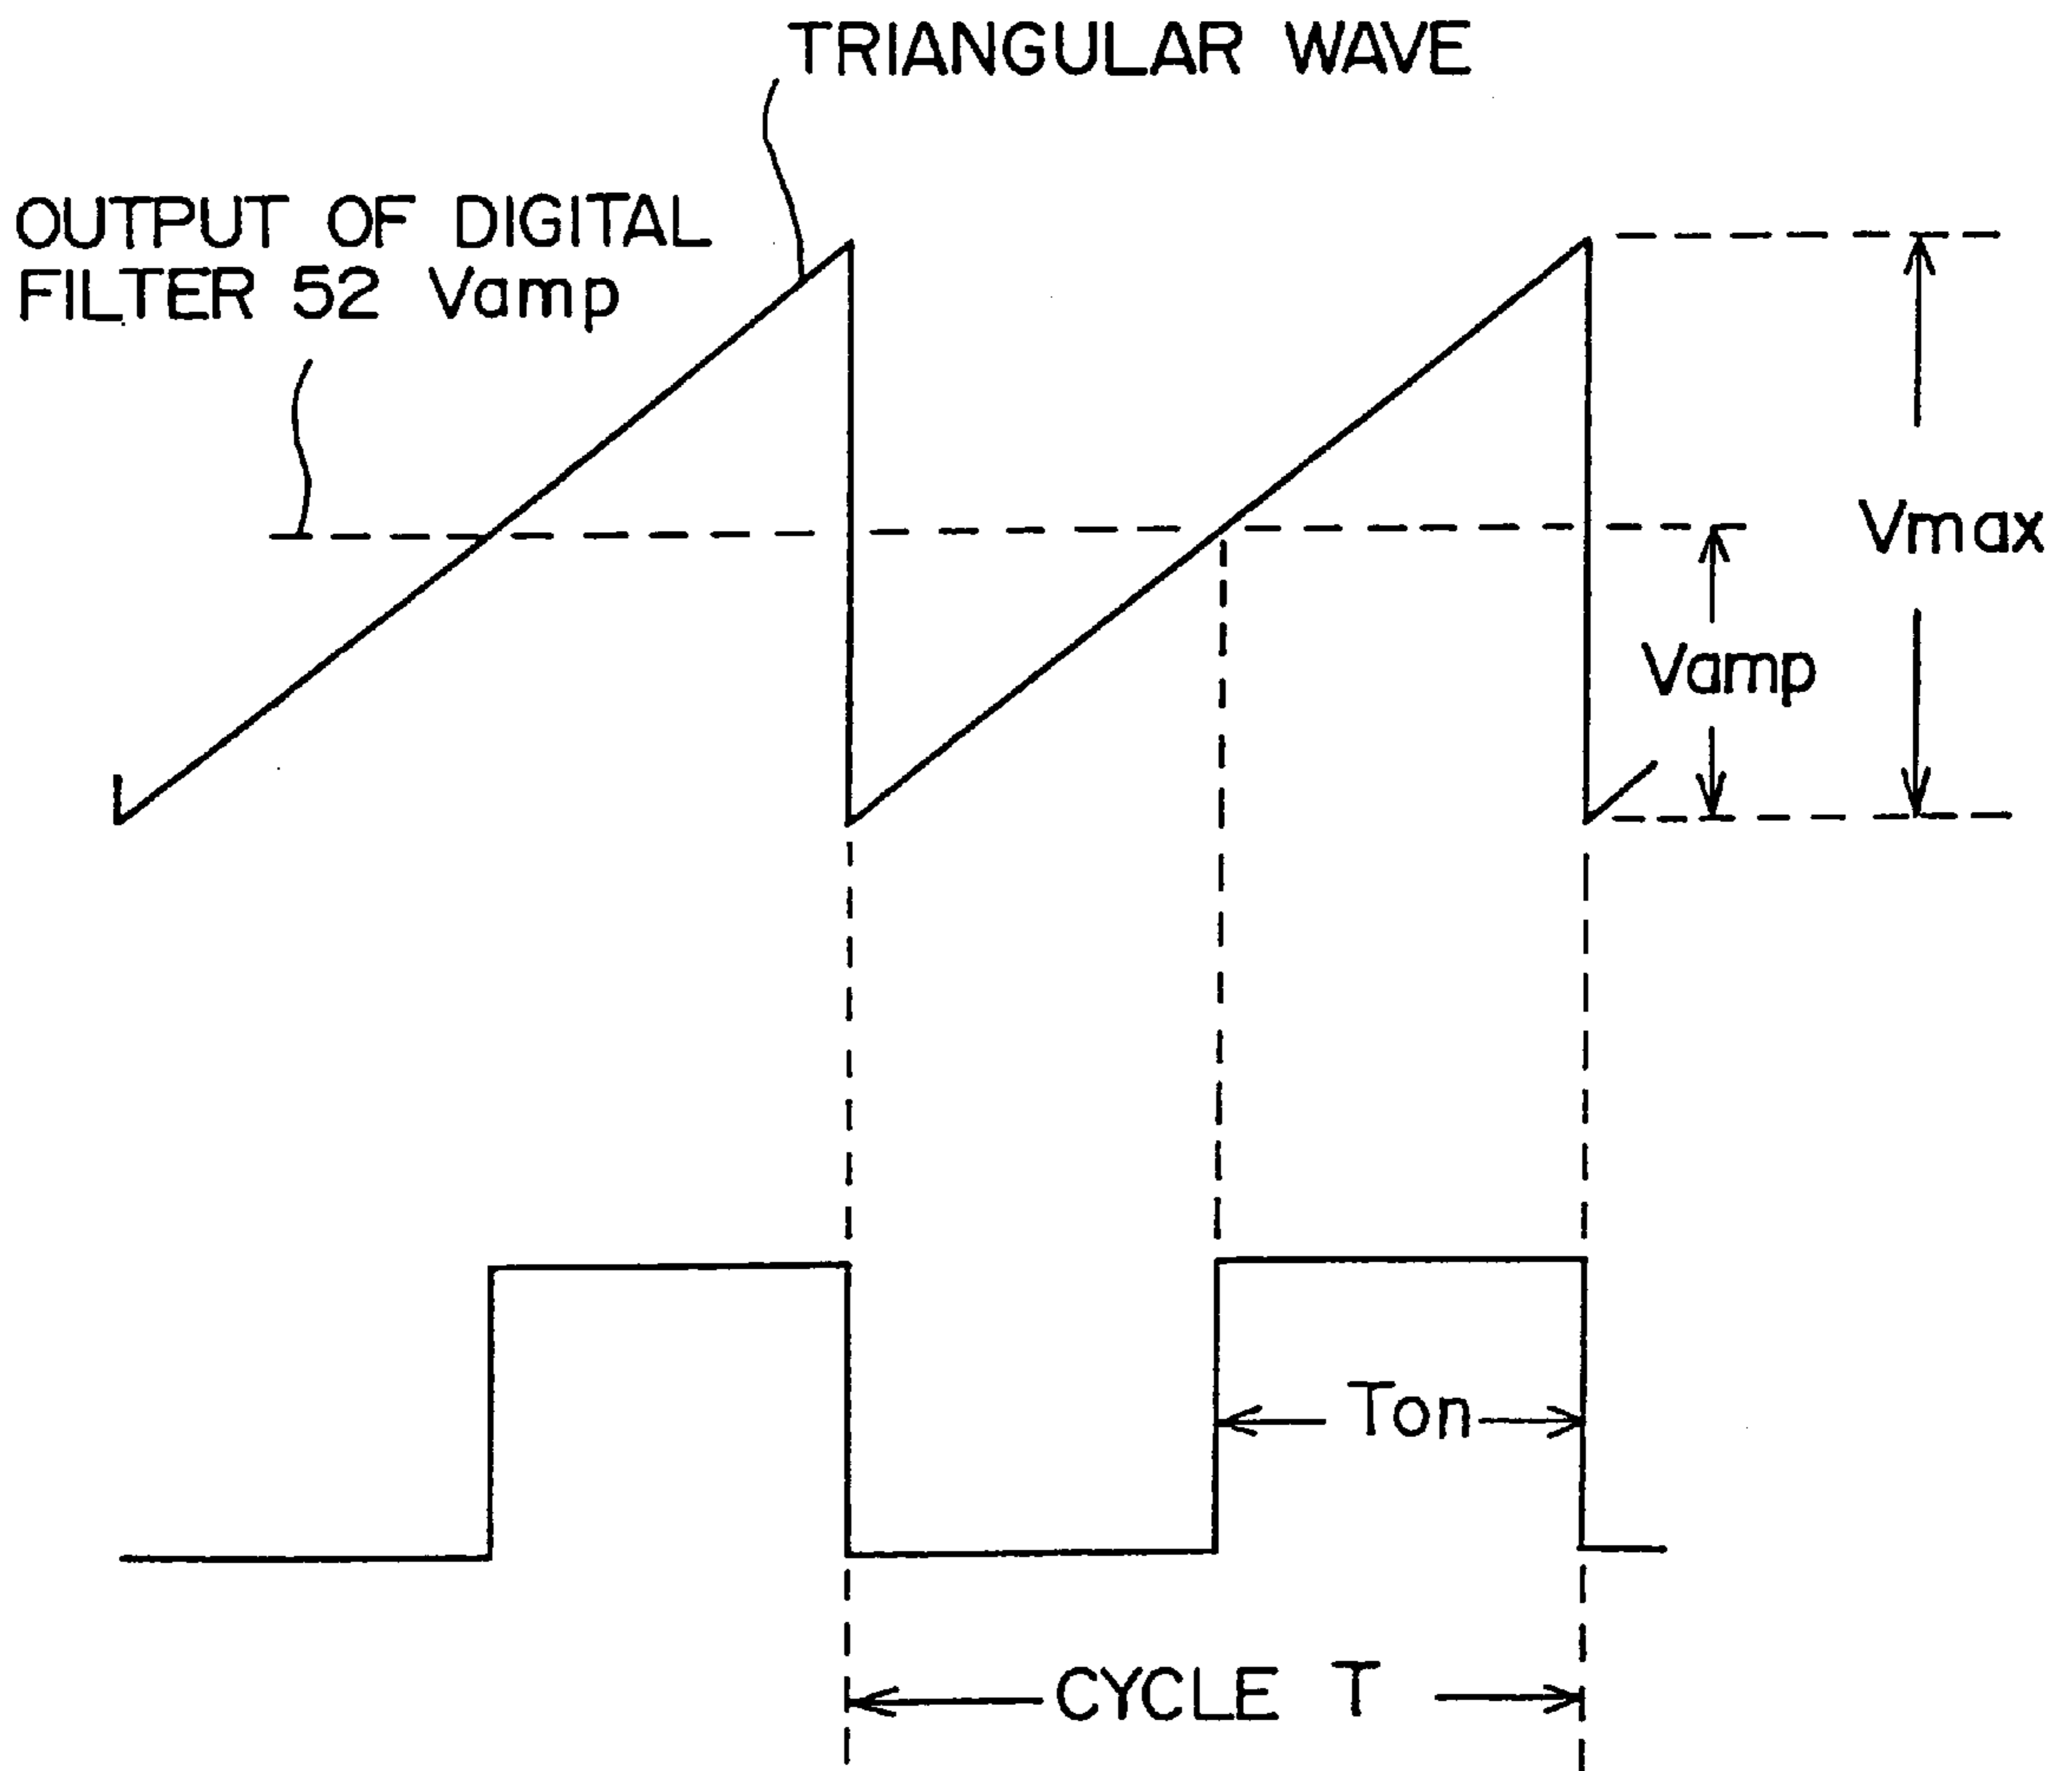 TRIANGULAR WAVE
OUTPUT OF DIGITAL
FILTER 52 Vamp
Vmax
Vamp
Ton
CYCLE T